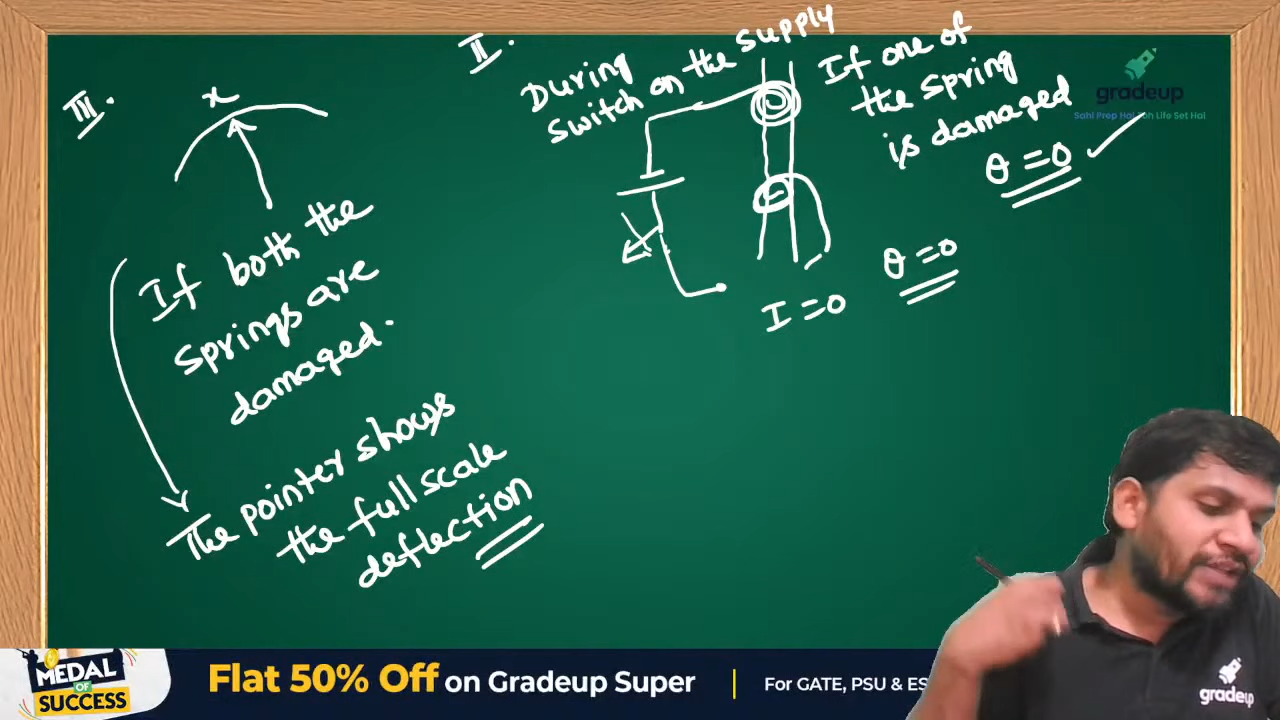 III.
x
If both the
springs are
damaged.
The pointer shows
the full scale
deflection
II.
During
switch on the supply
I = 0
θ = 0
If one of
the spring
is damaged
θ = 0
gradeup
Sahi Prep Hai Toh Life Set Hai
MEDAL
OF
SUCCESS
Flat 50% Off on Gradeup Super
For GATE, PSU & ES
gradeup